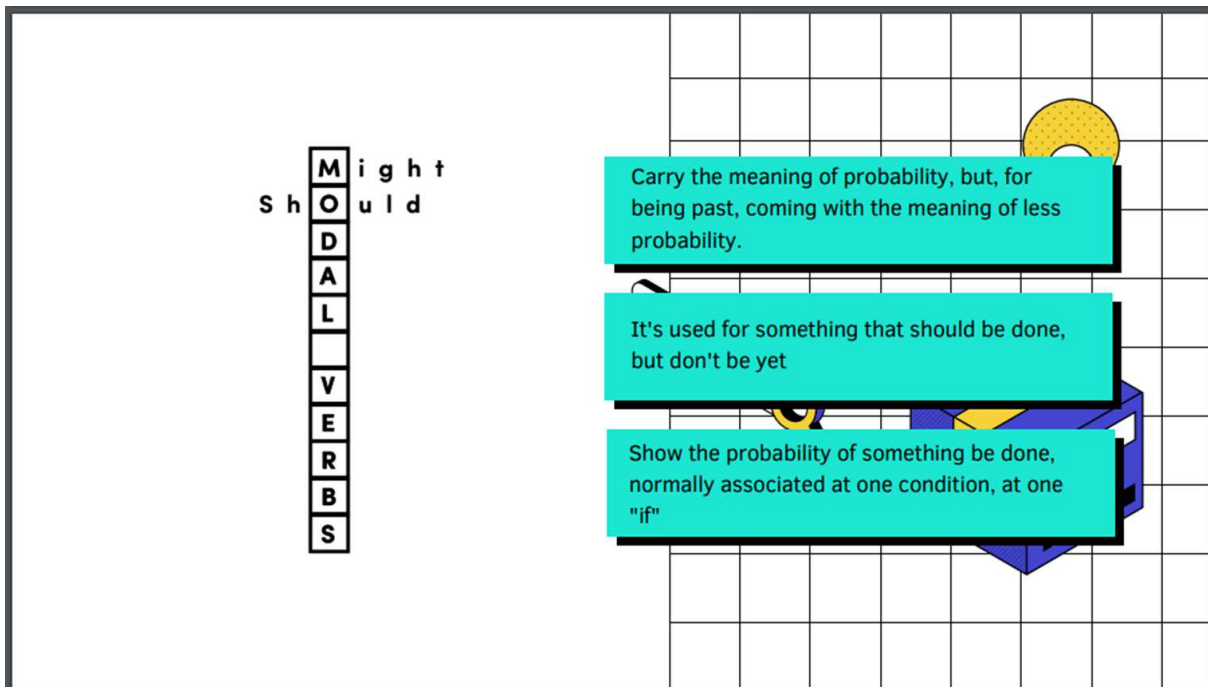 Might
Should
D
A
L
V
E
R
B
S
Carry the meaning of probability, but, for
being past, coming with the meaning of less
probability.
It's used for something that should be done,
but don't be yet
Show the probability of something be done,
normally associated at one condition, at one
"if"